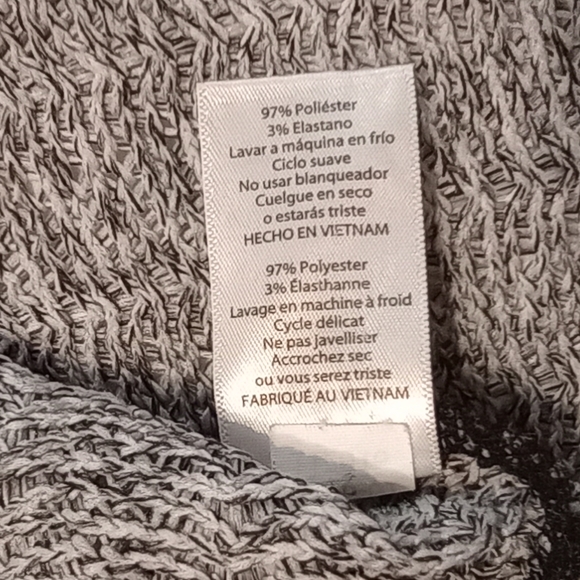 97% Poliéster
3% Elastano
Lavar a máquina en frío
Ciclo suave
No usar blanqueador
Cuelgue en seco
o estarás triste
HECHO EN VIETNAM
97% Polyester
3% Élasthanne
Lavage en machine à froid
Cycle délicat
Ne pas javelliser
Accrochez sec
ou vous serez triste
FABRIQUÉ AU VIETNAM